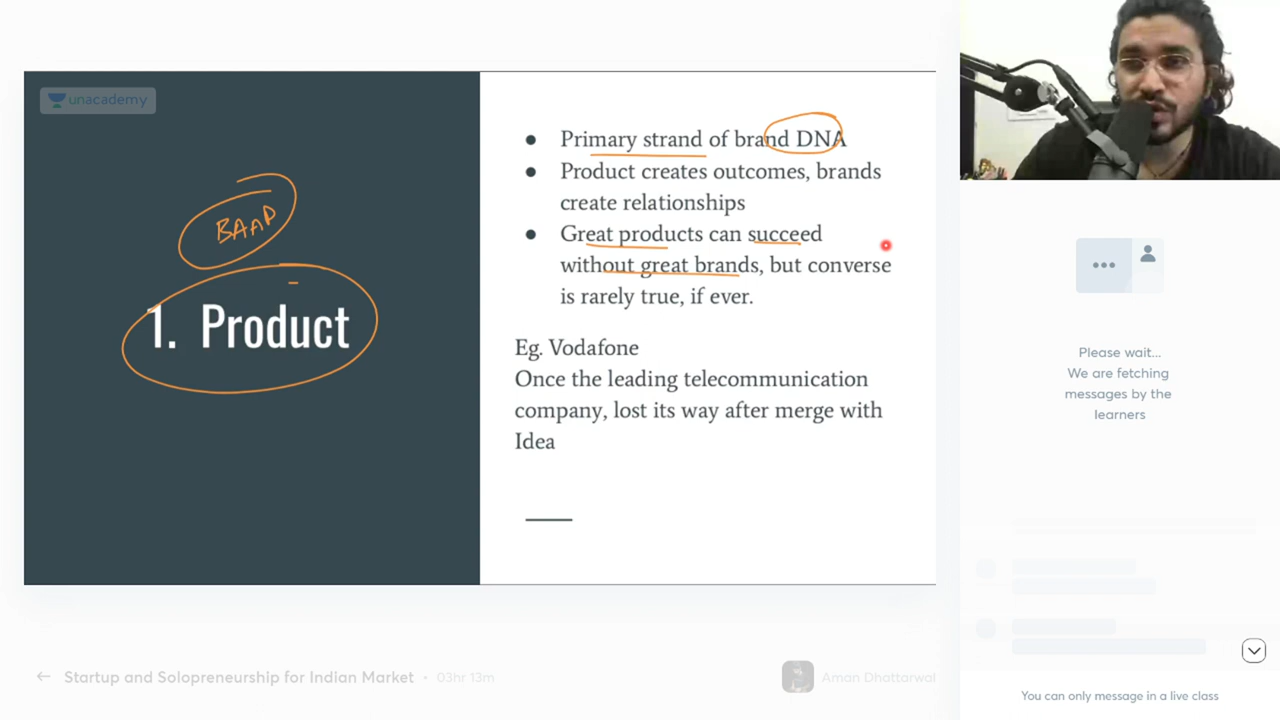 unacademy
BAAP
1. Product
● Primary strand of brand DNA
● Product creates outcomes, brands
create relationships
● Great products can succeed
without great brands, but converse
is rarely true, if ever.
Eg. Vodafone
Once the leading telecommunication
company, lost its way after merge with
Idea
Please wait...
We are fetching
messages by the
learners
← Startup and Solopreneurship for Indian Market • 03hr 13m
Aman Dhattarwal
You can only message in a live class